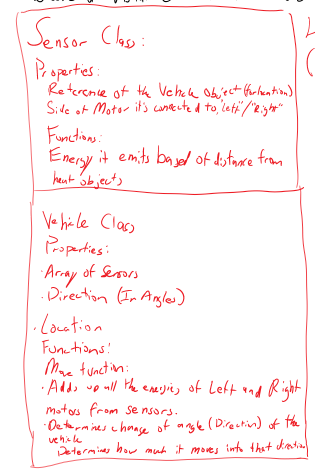 Sensor Class:
Properties:
Reference of the Vehicle Object (for location)
Side of Motor it's connected to, "Left"/"Right"
Functions:
Energy it emits based of distance from
heat objects
Vehicle Class
Properties:
· Array of Sensors
· Direction (In Angles)
· Location
Functions:
Move function:
· Adds up all the energies of Left and Right
motors from sensors.
· Determines change of angle (Direction) of the
vehicle
Determines how much it moves into that direction